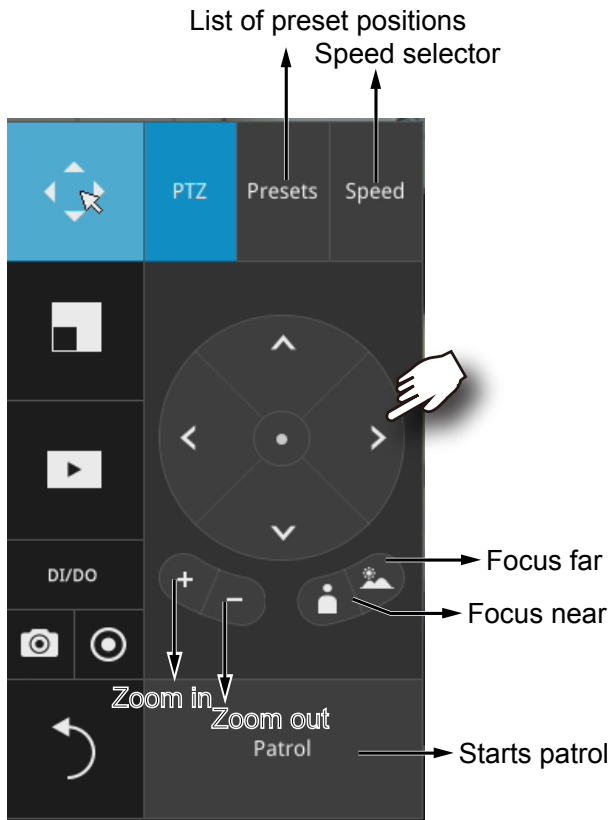 List of preset positions
Speed selector
PTZ
Presets
Speed
DI/DO
Focus far
Focus near
Zoom in
Zoom out
Patrol
Starts patrol